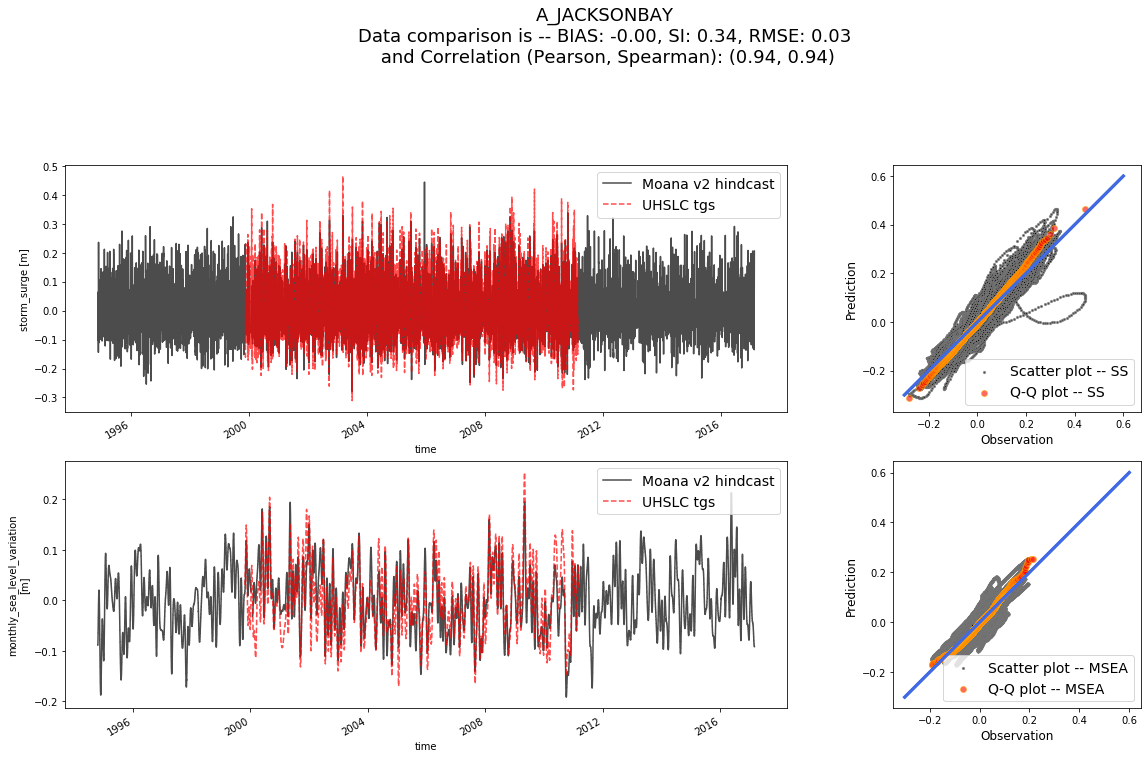 A_JACKSONBAY
Data comparison is -- BIAS: -0.00, SI: 0.34, RMSE: 0.03
and Correlation (Pearson, Spearman): (0.94, 0.94)
storm_surge [m]
0.5
0.4
0.3
0.2
0.1
0.0
−0.1
−0.2
−0.3
Moana v2 hindcast
UHSLC tgs
1996
2000
2004
2008
2012
2016
time
Prediction
0.6
0.4
0.2
0.0
−0.2
Scatter plot -- SS
Q-Q plot -- SS
−0.2
0.0
0.2
0.4
0.6
Observation
monthly_sea_level_variation
[m]
0.2
0.1
0.0
−0.1
−0.2
Moana v2 hindcast
UHSLC tgs
1996
2000
2004
2008
2012
2016
time
Prediction
0.6
0.4
0.2
0.0
−0.2
Scatter plot -- MSEA
Q-Q plot -- MSEA
−0.2
0.0
0.2
0.4
0.6
Observation